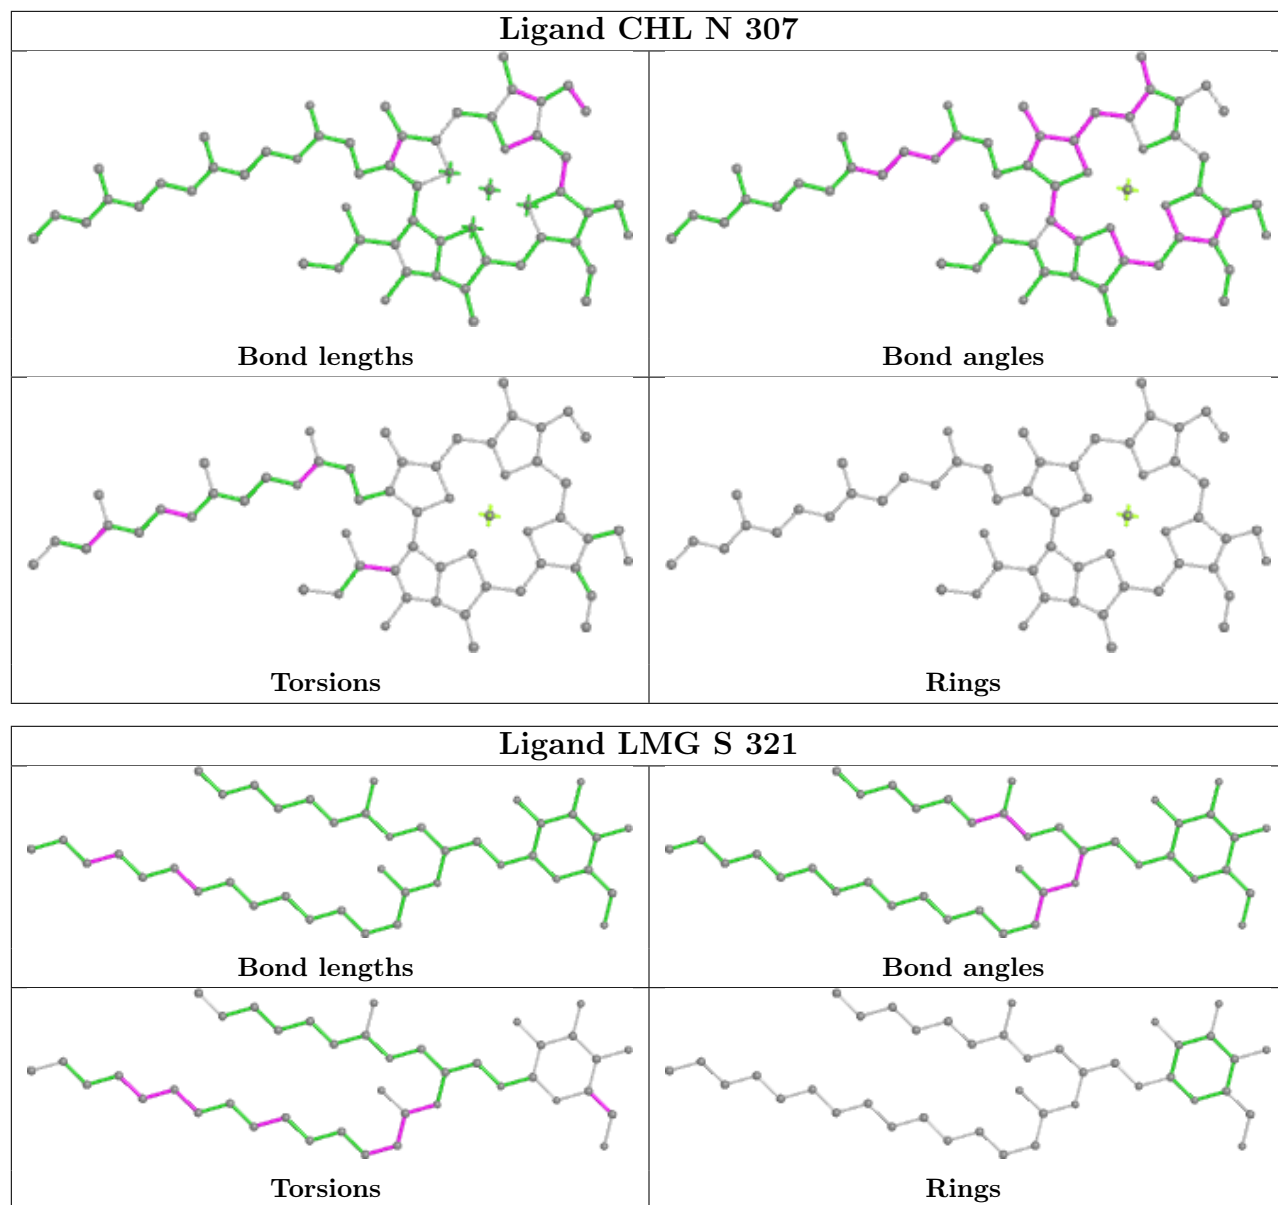 Ligand CHL N 307
Bond lengths
Bond angles
Torsions
Rings
Ligand LMG S 321
Bond lengths
Bond angles
Torsions
Rings